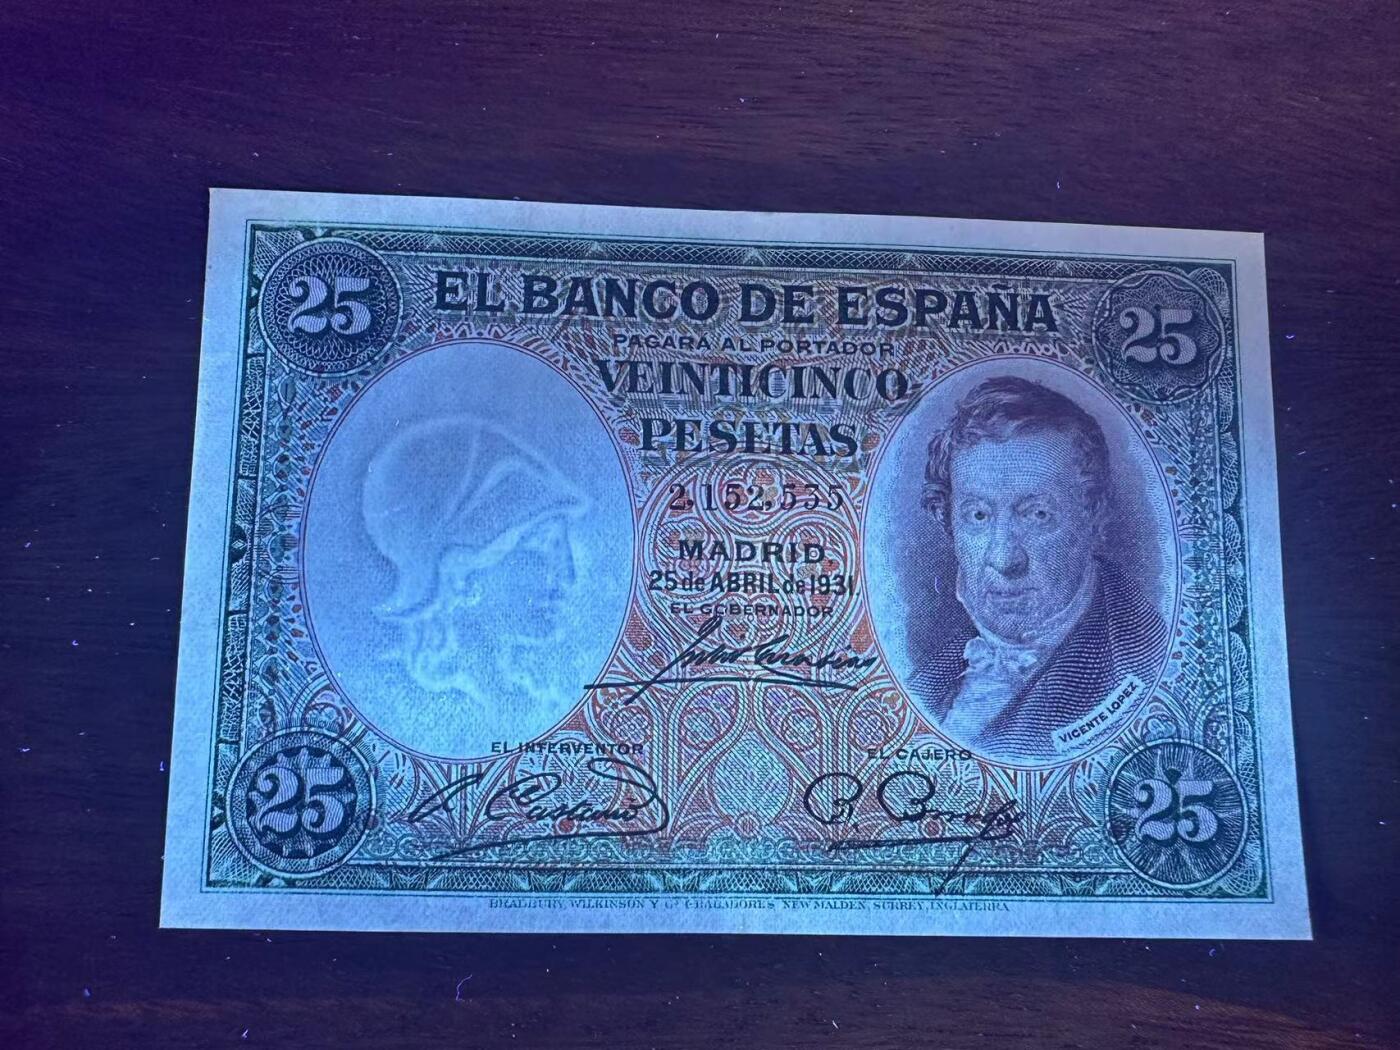 25
25
EL BANCO DE ESPAÑA
PAGARÁ AL PORTADOR
VEINTICINCO
PESETAS
2,152,535
MADRID,
25 de ABRIL de 1931.
EL GOBERNADOR
VICENTE LOPEZ
EL INTERVENTOR
EL CAJERO
25
25
BRADBURY, WILKINSON Y Cª GRABADORES NEW MALDEN, SURREY, INGLATERRA